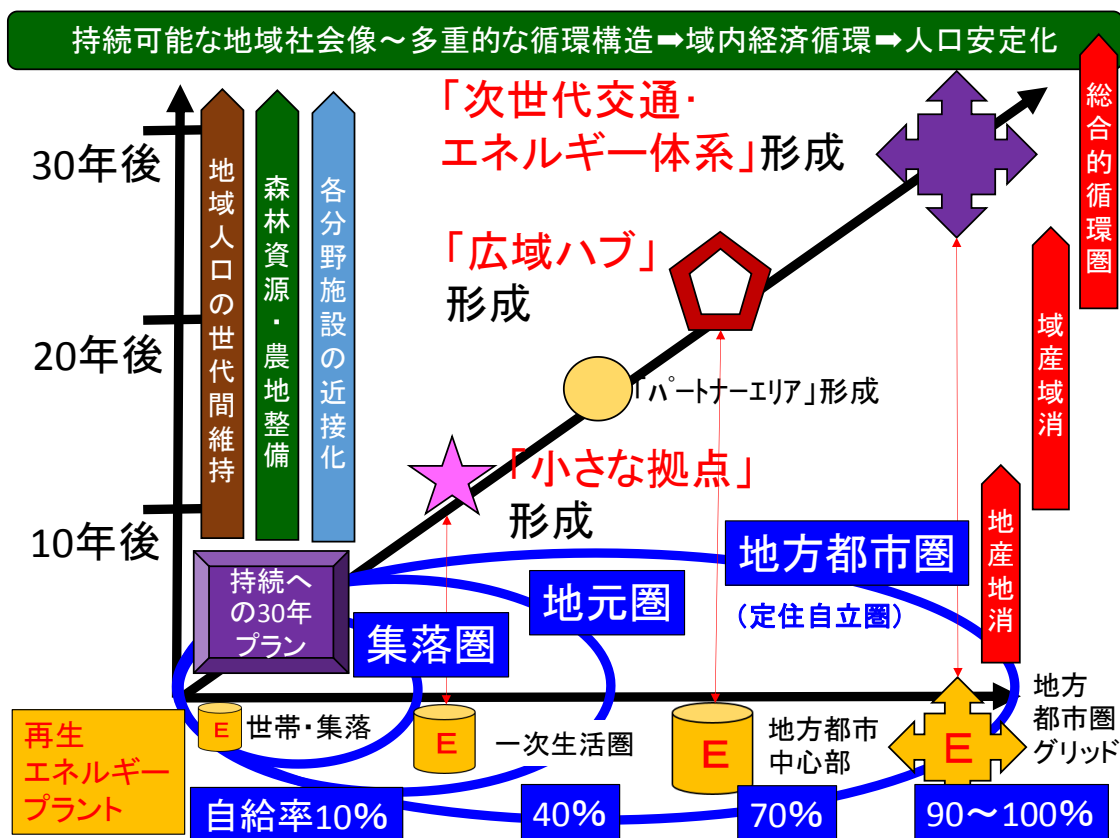 持続可能な地域社会像～多重的な循環構造➡域内経済循環➡人口安定化
30年後
20年後
10年後
地域人口の世代間維持
森林資源・農地整備
各分野施設の近接化
「次世代交通･
エネルギー体系」形成
「広域ハブ」
形成
「パートナーエリア」形成
「小さな拠点」
形成
総合的循環圏
域産域消
地産地消
持続へ
の30年
プラン
集落圏
地元圏
地方都市圏
（定住自立圏）
再生
エネルギー
プラント
E
世帯・集落
E
一次生活圏
E
地方都市
中心部
E
地方
都市圏
グリッド
自給率10%
40%
70%
90～100%